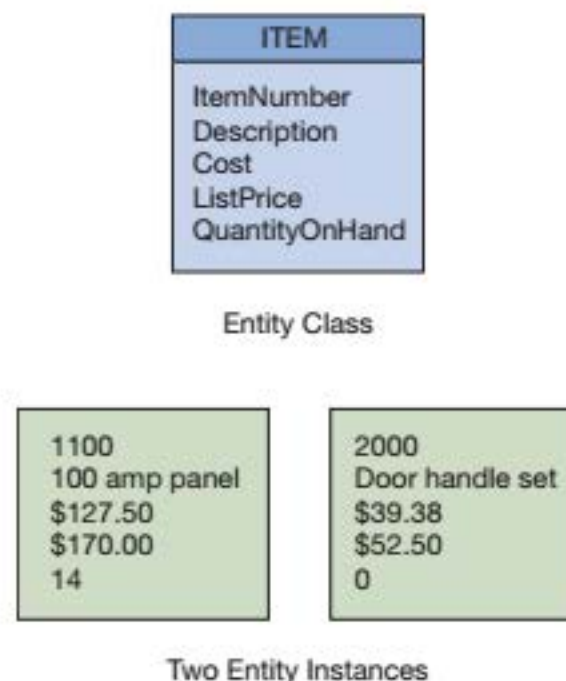 ITEM
ItemNumber
Description
Cost
ListPrice
QuantityOnHand
Entity Class
1100
100 amp panel
$127.50
$170.00
14
2000
Door handle set
$39.38
$52.50
0
Two Entity Instances